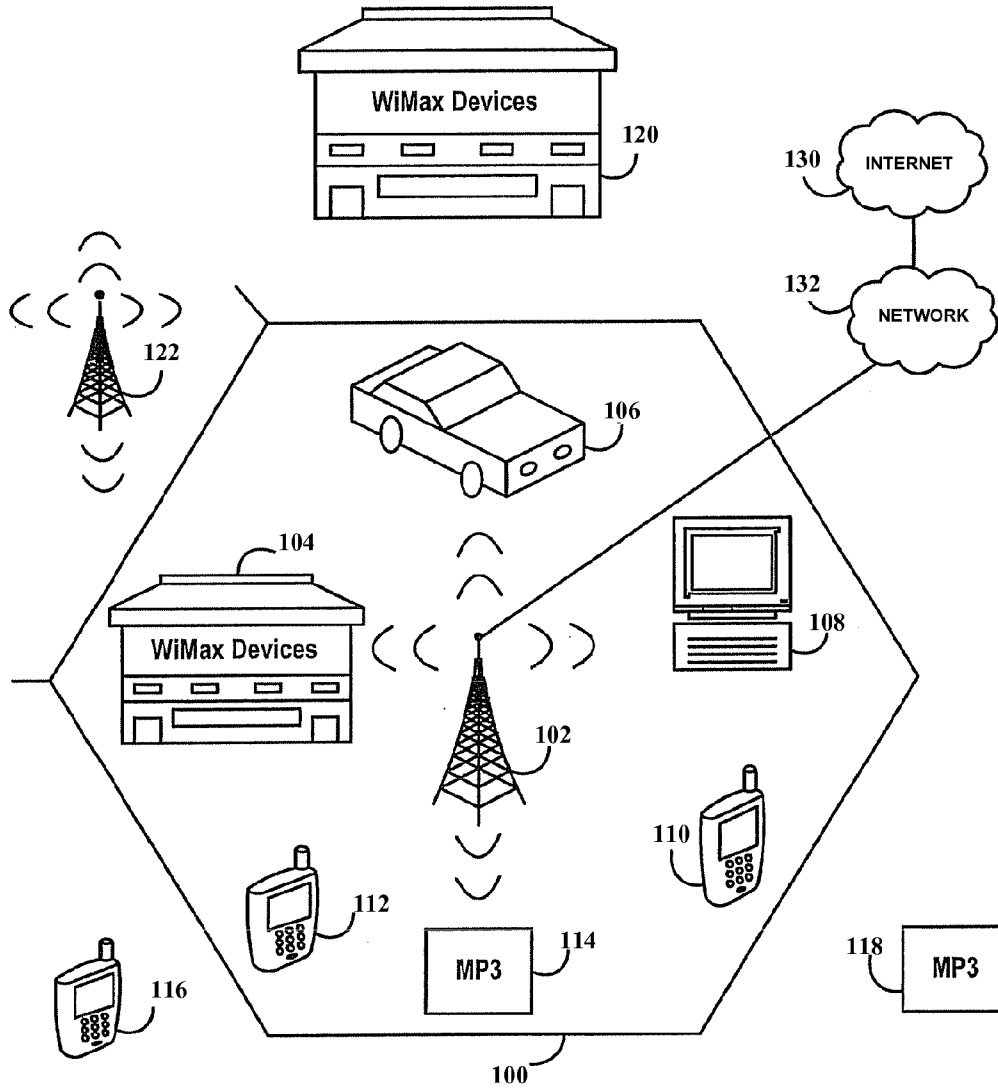 WiMax Devices
120
130
INTERNET
132
NETWORK
122
106
104
WiMax Devices
108
102
110
112
114
MP3
116
118
MP3
100